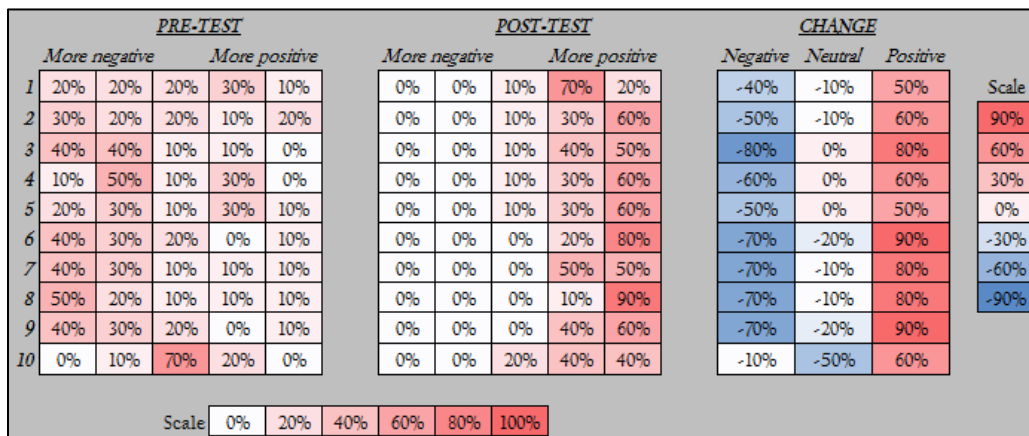 PRE-TEST POST-TEST CHANGE
More negative More positive More negative More positive Negative Neutral Positive
1 20% 20% 20% 30% 10% 0% 0% 10% 70% 20% -40% -10% 50% Scale
2 30% 20% 20% 10% 20% 0% 0% 10% 30% 60% -50% -10% 60% 90%
3 40% 40% 10% 10% 0% 0% 0% 10% 40% 50% -80% 0% 80% 60%
4 10% 50% 10% 30% 0% 0% 0% 10% 30% 60% -60% 0% 60% 30%
5 20% 30% 10% 30% 10% 0% 0% 10% 30% 60% -50% 0% 50% 0%
6 40% 30% 20% 0% 10% 0% 0% 0% 20% 80% -70% -20% 90% -30%
7 40% 30% 10% 10% 10% 0% 0% 0% 50% 50% -70% -10% 80% -60%
8 50% 20% 10% 10% 10% 0% 0% 0% 10% 90% -70% -10% 80% -90%
9 40% 30% 20% 0% 10% 0% 0% 0% 40% 60% -70% -20% 90%
10 0% 10% 70% 20% 0% 0% 0% 20% 40% 40% -10% -50% 60%
Scale 0% 20% 40% 60% 80% 100%